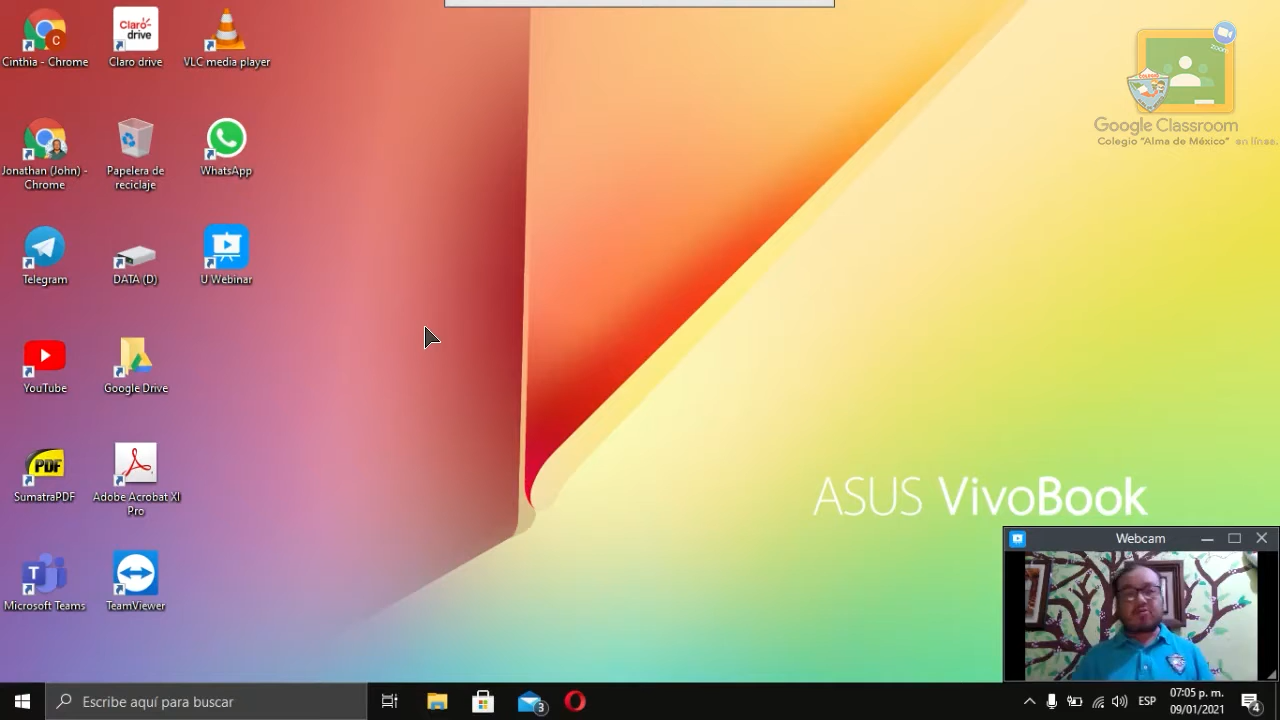 Cinthia - Chrome
Claro drive
Claro-
drive
VLC media player
Jonathan (John) -
Chrome
Papelera de
reciclaje
WhatsApp
Telegram
DATA (D)
U Webinar
YouTube
Google Drive
PDF
SumatraPDF
Adobe Acrobat XI
Pro
Microsoft Teams
TeamViewer
zoom
COLEGIO
Google Classroom
Colegio "Alma de México" en línea.
ASUS VivoBook
Webcam
Escribe aquí para buscar
3
ESP
07:05 p. m.
09/01/2021
4